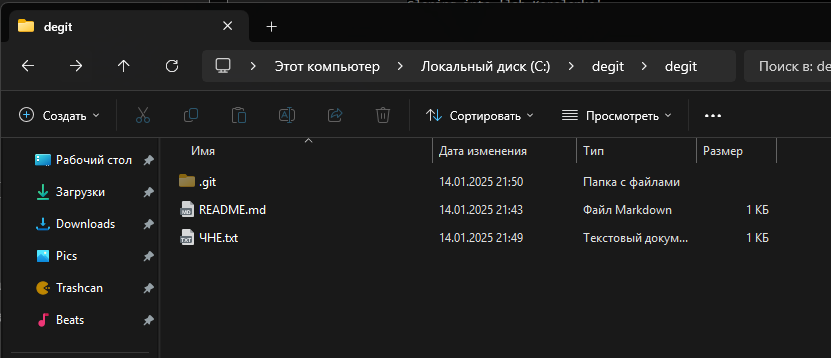 degit
Этот компьютер > Локальный диск (C:) > degit > degit
Поиск в: de
Создать
Сортировать
Просмотреть
Имя Дата изменения Тип Размер
Рабочий стол
Загрузки
Downloads
Pics
Trashcan
Beats
.git 14.01.2025 21:50 Папка с файлами
README.md 14.01.2025 21:43 Файл Markdown 1 КБ
ЧНЕ.txt 14.01.2025 21:49 Текстовый докум... 1 КБ